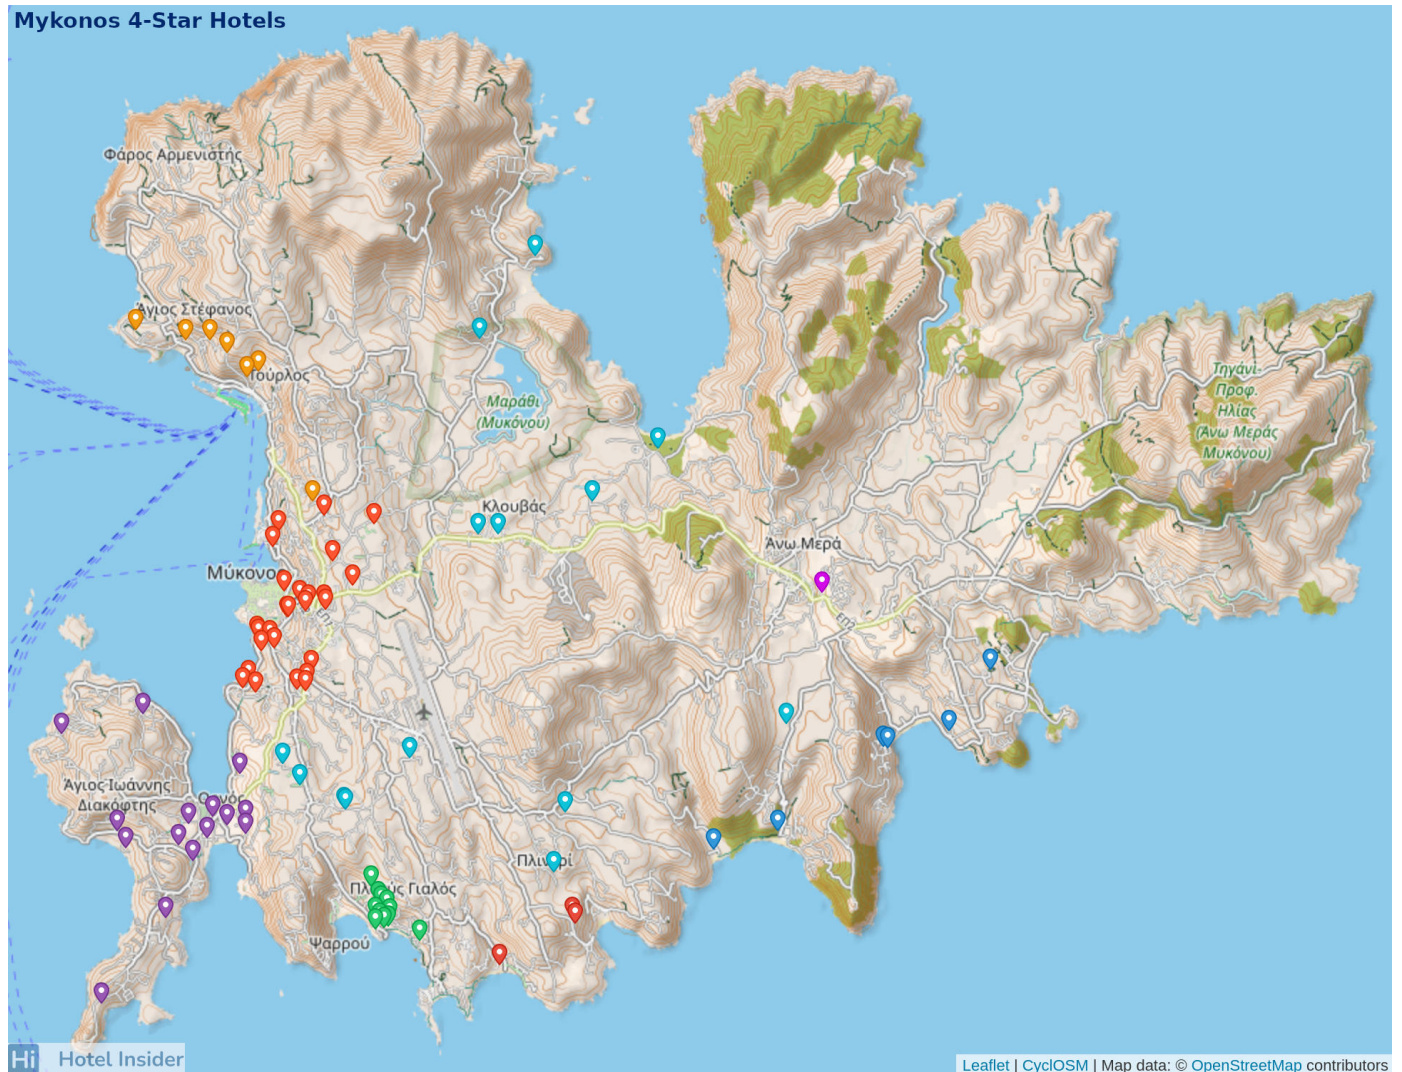 Mykonos 4-Star Hotels
Φάρος Αρμενιστής
Άγιος Στέφανος
Τούρλος
Μαράθι
(Μυκόνου)
Τηγάνι-
Προφ.
Ηλίας
(Άνω Μεράς
Μυκόνου)
Κλουβάς
Άνω Μερά
Μύκονο
Άγιος Ιωάννης
Διακόφτης
Ψαρρού
Hi Hotel Insider
Leaflet | CyclOSM | Map data: © OpenStreetMap contributors